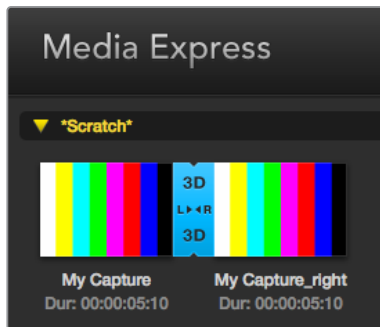 Media Express
*Scratch*
3D
L R
3D
My Capture
My Capture_right
Dur: 00:00:05:10
Dur: 00:00:05:10